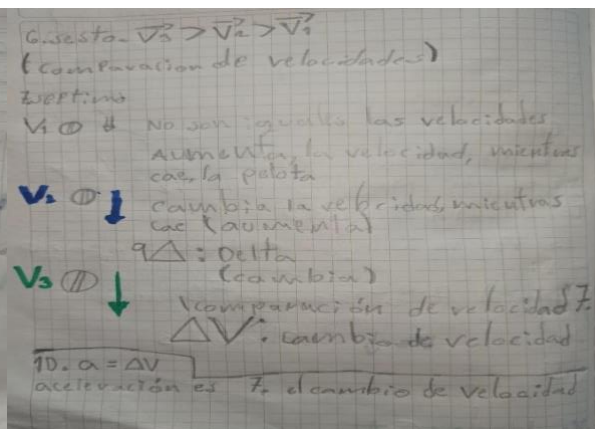 6. sesto. V₃ > V₂ > V₁
(comparacion de velocidades)
septimo
V₁ No son iguales las velocidades
Aumenta, la velocidad, mientras
cae, la pelota
V₂ cambia la velocidad, mientras
cae (aumenta)
9 Δ : Delta
(cambia)
V₃
(comparación de velocidad 7.
ΔV: cambio de velocidad
10. a = ΔV
aceleración es 7. el cambio de velocidad